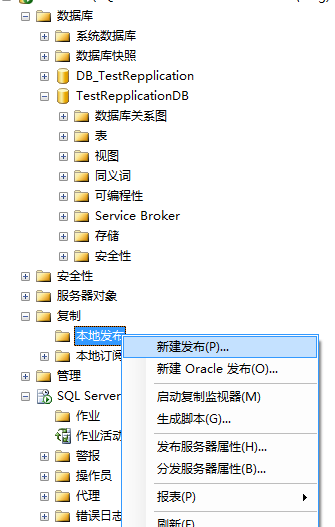 数据库
系统数据库
数据库快照
DB_TestRepplication
TestRepplicationDB
数据库关系图
表
视图
同义词
可编程性
Service Broker
存储
安全性
安全性
服务器对象
复制
本地发布
新建发布(P)...
本地订阅
新建 Oracle 发布(O)...
管理
启动复制监视器(M)
SQL Server
作业
生成脚本(G)...
作业活动
发布服务器属性(H)...
警报
分发服务器属性(B)...
操作员
代理
报表(P)
错误日志
刷新(F)